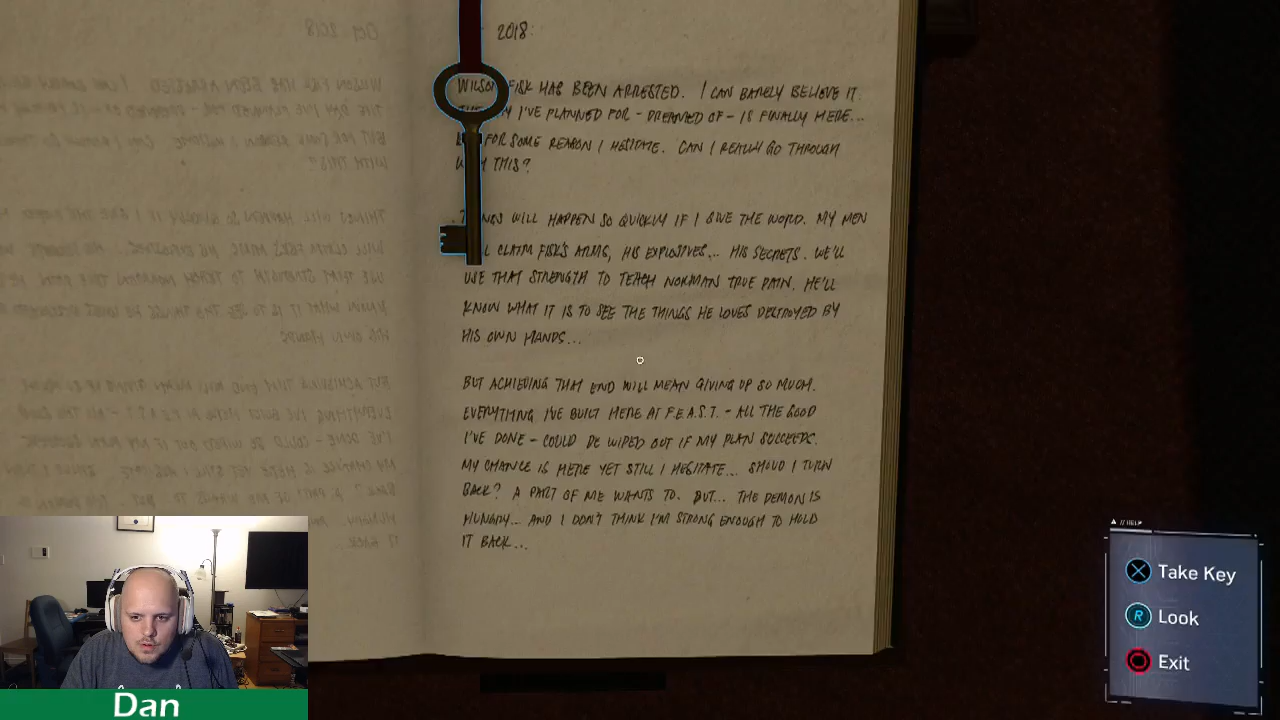 2018:
WILSON FISK HAS BEEN ARRESTED. I CAN BARELY BELIEVE IT.
I'VE PLANNED FOR - DREAMED OF - IS FINALLY HERE...
FOR SOME REASON I HESITATE. CAN I REALLY GO THROUGH
THIS?
THINGS WILL HAPPEN SO QUICKLY IF I GIVE THE WORD. MY MEN
CLAIM FISK'S ARMS, HIS EXPLOSIVES... HIS SECRETS. WE'LL
USE THAT STRENGTH TO TEACH NORMAN TRUE PAIN. HE'LL
KNOW WHAT IT IS TO SEE THE THINGS HE LOVES DESTROYED BY
HIS OWN HANDS...
BUT ACHIEVING THAT END WILL MEAN GIVING UP SO MUCH.
EVERYTHING I'VE BUILT HERE AT F.E.A.S.T. - ALL THE GOOD
I'VE DONE - COULD BE WIPED OUT IF MY PLAN SUCCEEDS.
MY CHANCE IS HERE YET STILL I HESITATE... SHOUD I TURN
BACK? A PART OF ME WANTS TO. BUT... THE DEMON IS
HUNGRY... AND I DON'T THINK I'M STRONG ENOUGH TO HOLD
IT BACK...
// HELP
Take Key
R Look
Exit
Dan